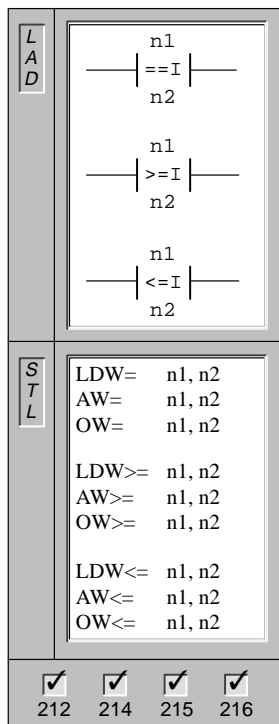 LAD
n1
==I
n2
n1
>=I
n2
n1
<=I
n2
STL
LDW= n1, n2
AW= n1, n2
OW= n1, n2
LDW>= n1, n2
AW>= n1, n2
OW>= n1, n2
LDW<= n1, n2
AW<= n1, n2
OW<= n1, n2
212 214 215 216